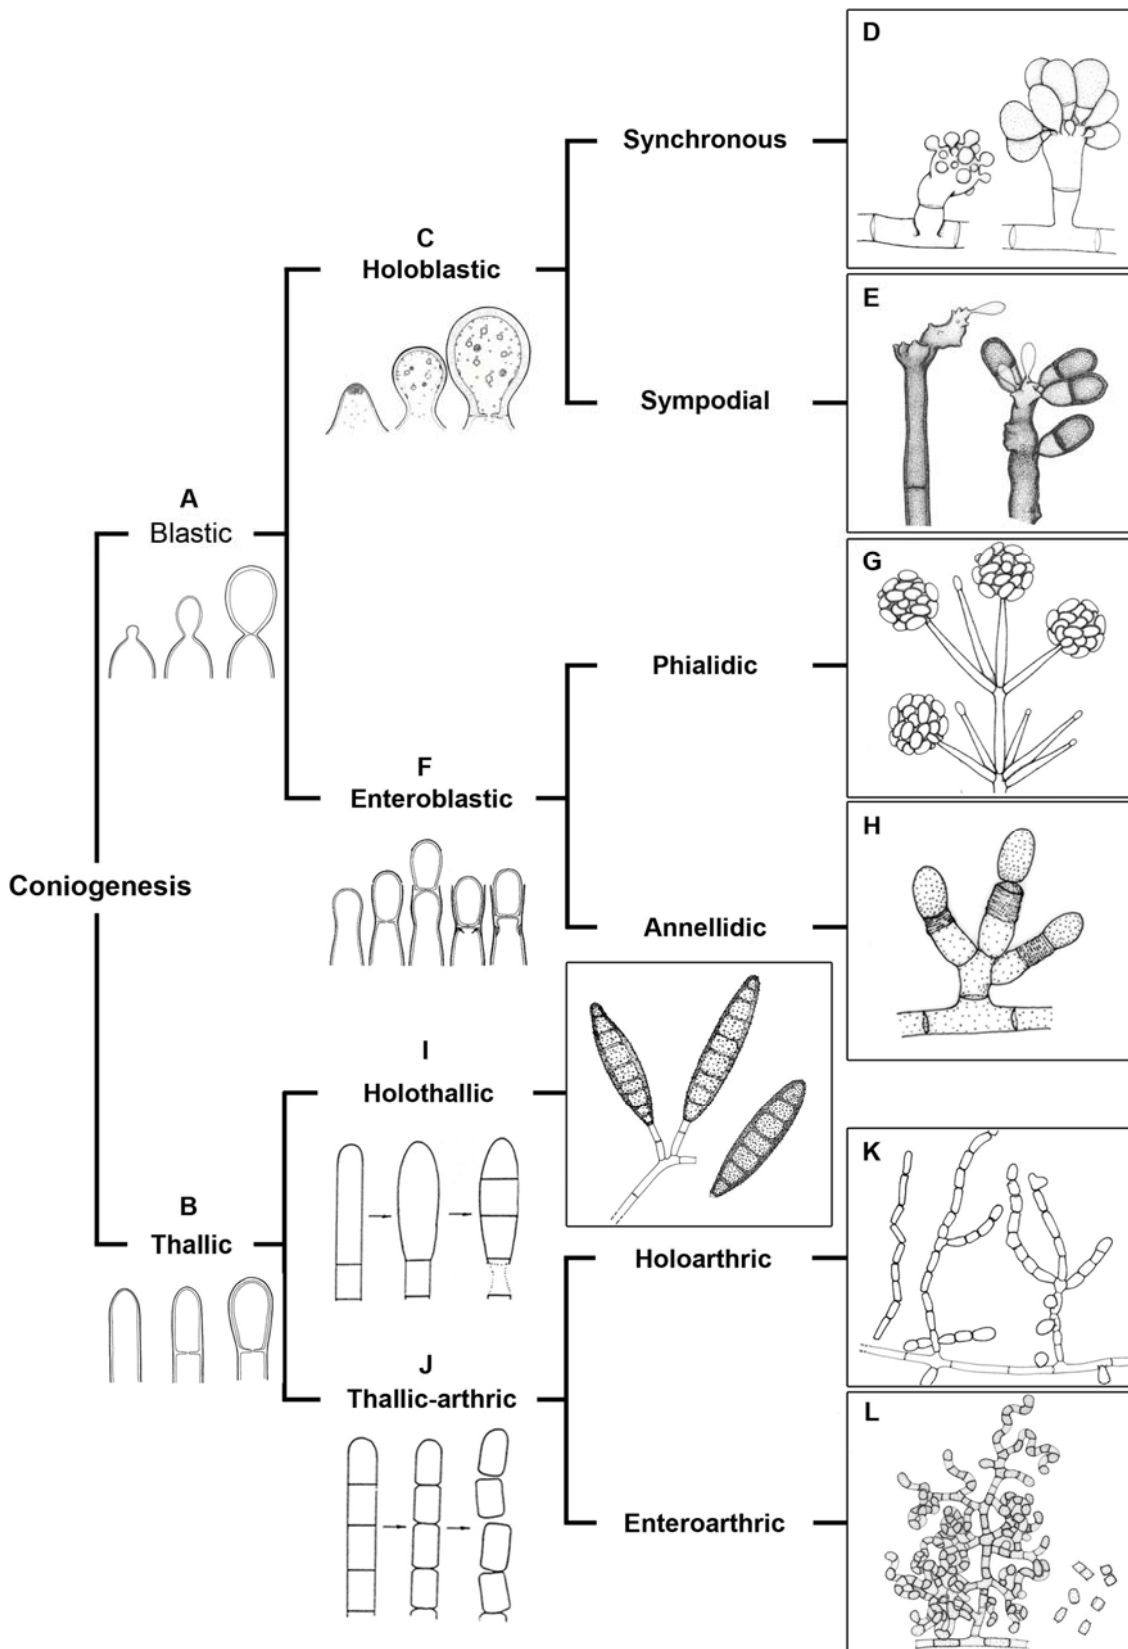 D
Synchronous
C
Holoblastic
E
Sympodial
A
Blastic
G
Phialidic
F
Enteroblastic
H
Annellidic
Coniogenesis
I
Holothallic
K
B
Thallic
Holoarthric
J
Thallic-arthric
L
Enteroarthric